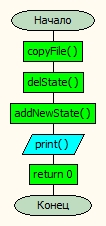 Начало
copyFile()
delState()
addNewState()
print()
return 0
Конец